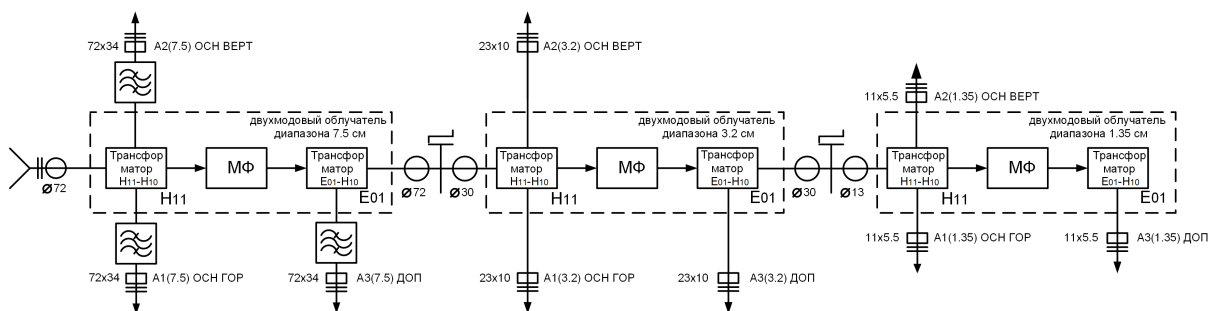 72x34 A2(7.5) ОСН ВЕРТ
двухмодовый облучатель
диапазона 7.5 см
Трансфор
матор
H11-H10
МФ
Трансфор
матор
E01-H10
H11
E01
Ø72
72x34 A1(7.5) ОСН ГОР
72x34 A3(7.5) ДОП
Ø72
Ø30
23x10 A2(3.2) ОСН ВЕРТ
двухмодовый облучатель
диапазона 3.2 см
Трансфор
матор
H11-H10
МФ
Трансфор
матор
E01-H10
H11
E01
23x10 A1(3.2) ОСН ГОР
23x10 A3(3.2) ДОП
Ø30
Ø13
11x5.5 A2(1.35) ОСН ВЕРТ
двухмодовый облучатель
диапазона 1.35 см
Трансфор
матор
H11-H10
МФ
Трансфор
матор
E01-H10
H11
E01
11x5.5 A1(1.35) ОСН ГОР
11x5.5 A3(1.35) ДОП